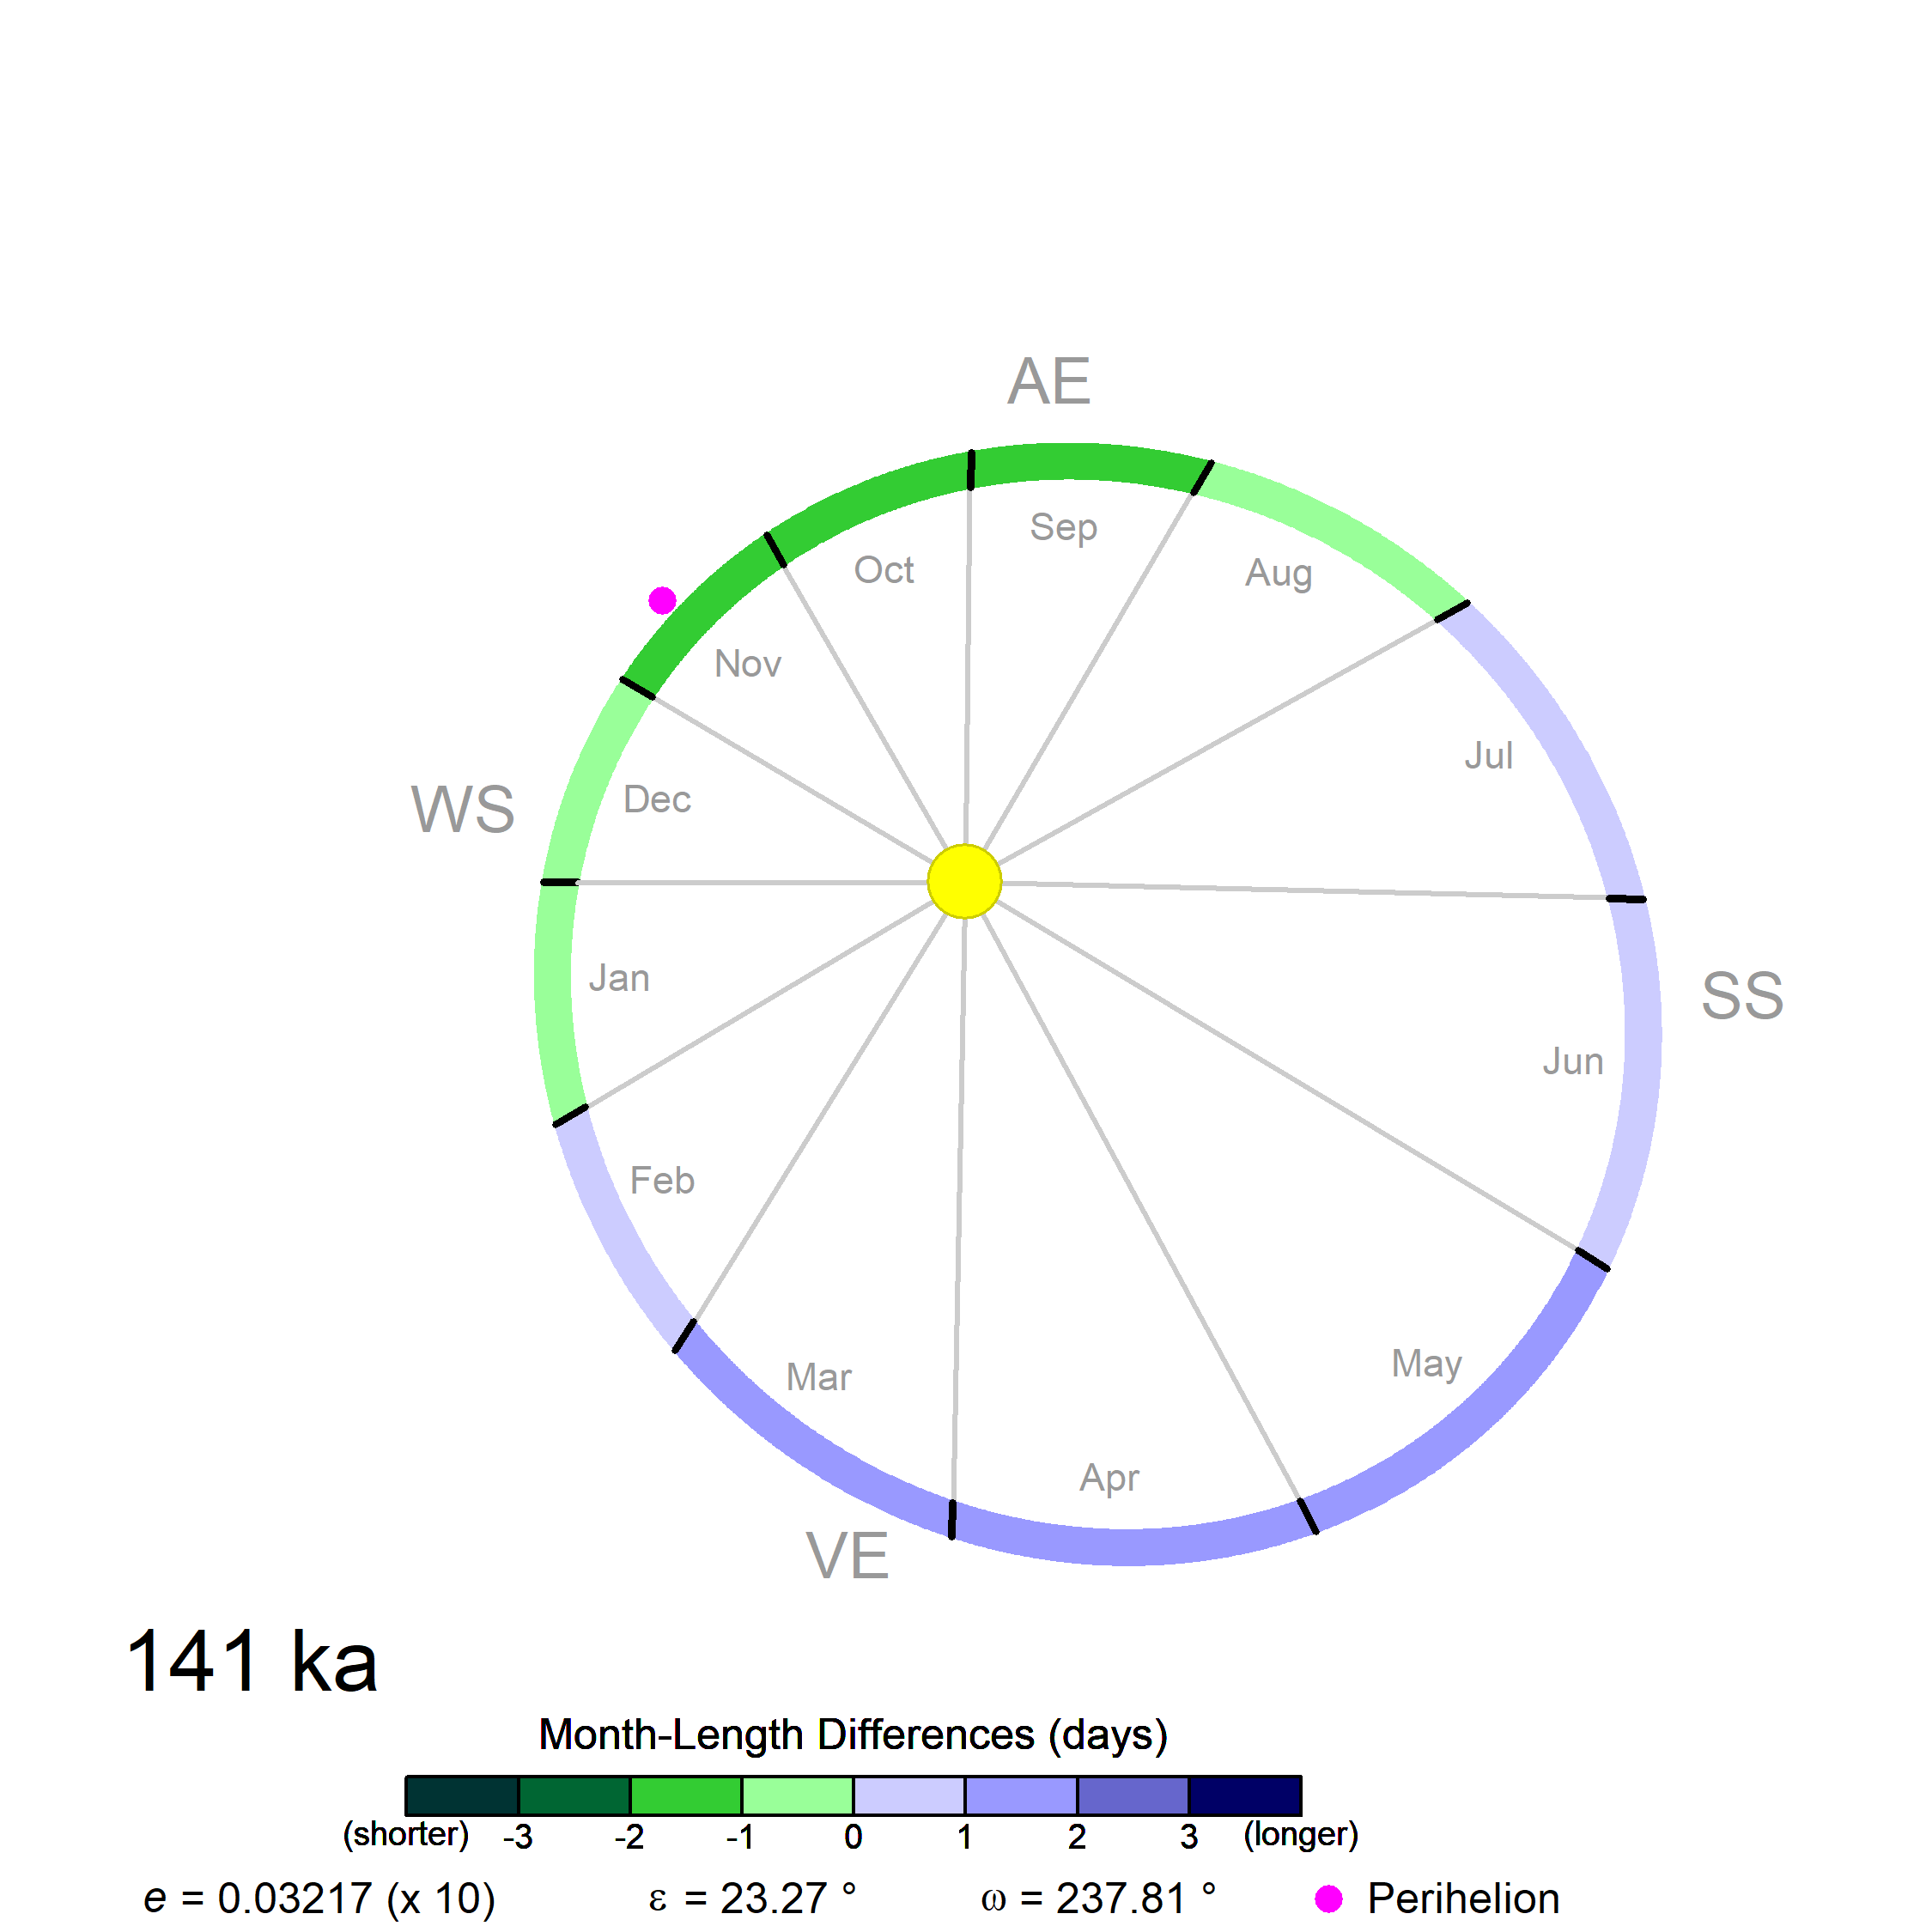 AE
Sep
Oct
Aug
Nov
Jul
WS
Dec
Jan
SS
Jun
Feb
Mar
May
Apr
VE
141 ka
Month-Length Differences (days)
(shorter) -3 -2 -1 0 1 2 3 (longer)
e = 0.03217 (x 10) ε = 23.27 ° ω = 237.81 ° Perihelion